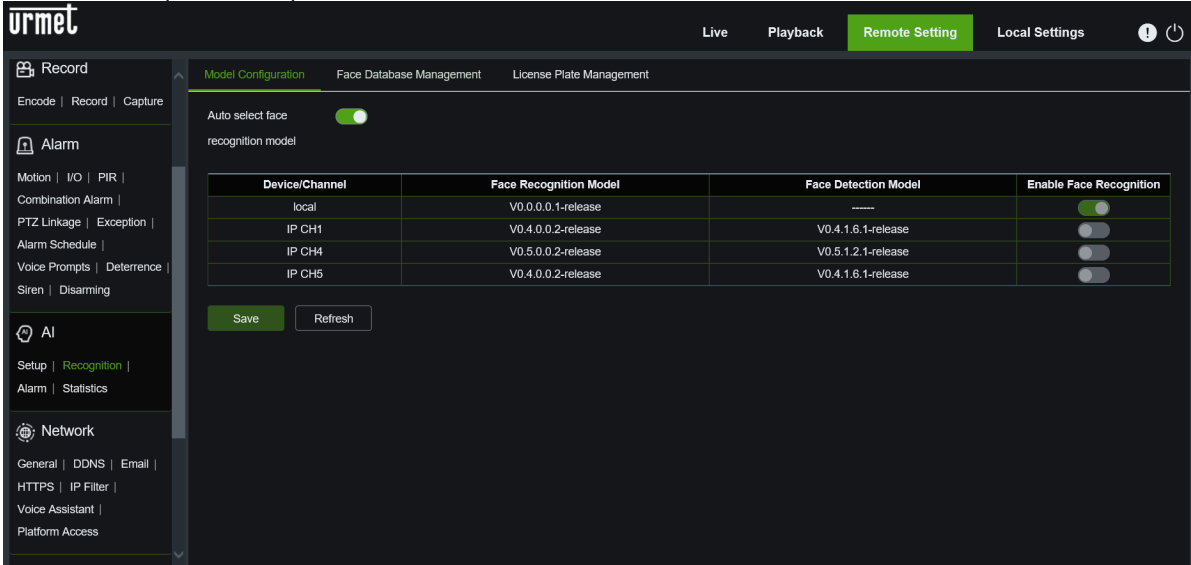 urmet
Live Playback Remote Setting Local Settings
Record
Encode | Record | Capture
Alarm
Motion | I/O | PIR |
Combination Alarm |
PTZ Linkage | Exception |
Alarm Schedule |
Voice Prompts | Deterrence |
Siren | Disarming
AI
Setup | Recognition |
Alarm | Statistics
Network
General | DDNS | Email |
HTTPS | IP Filter |
Voice Assistant |
Platform Access
Model Configuration Face Database Management License Plate Management
Auto select face
recognition model
Device/Channel Face Recognition Model Face Detection Model Enable Face Recognition
local V0.0.0.0.1-release ------
IP CH1 V0.4.0.0.2-release V0.4.1.6.1-release
IP CH4 V0.5.0.0.2-release V0.5.1.2.1-release
IP CH5 V0.4.0.0.2-release V0.4.1.6.1-release
Save Refresh